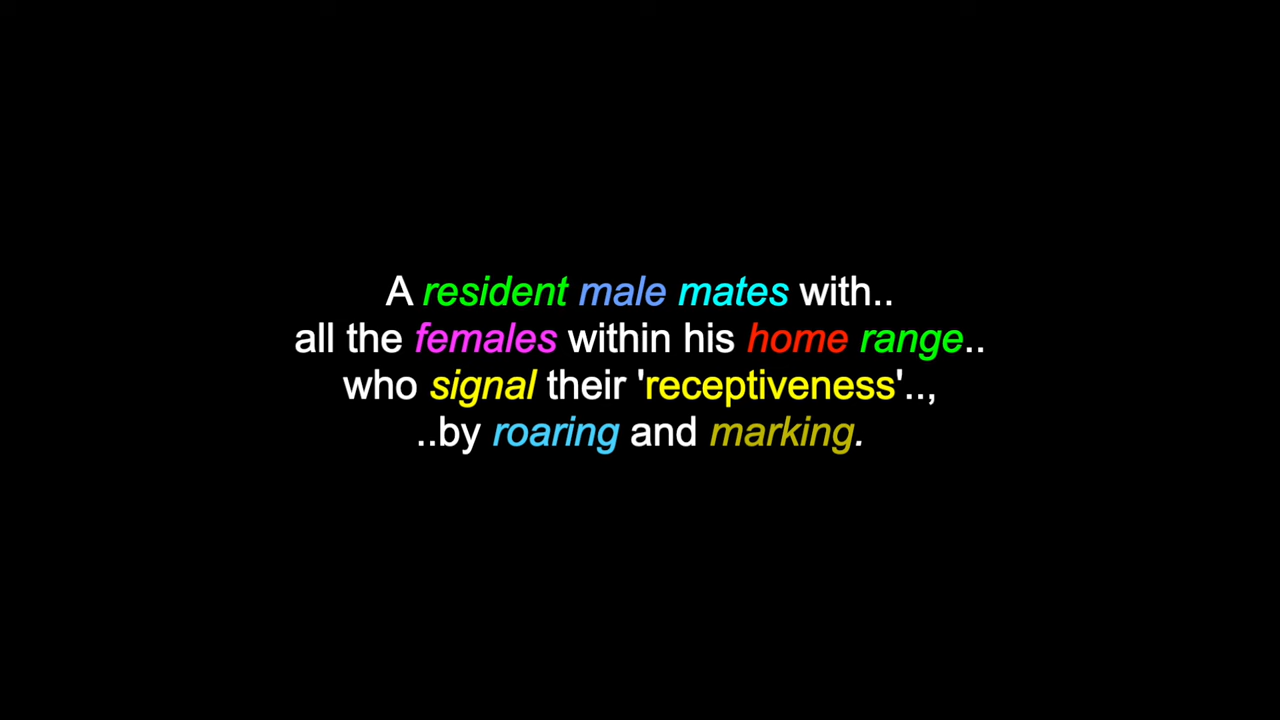 A resident male mates with..
all the females within his home range..
who signal their 'receptiveness'..,
..by roaring and marking.